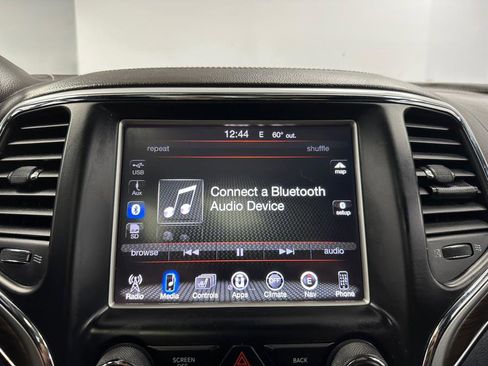 12:44 E 60° out.
repeat shuffle
USB
map
Aux
Connect a Bluetooth
Audio Device
setup
SD
browse audio
Radio Media Controls Apps Climate Nav Phone
OFF E
SCREEN BACK